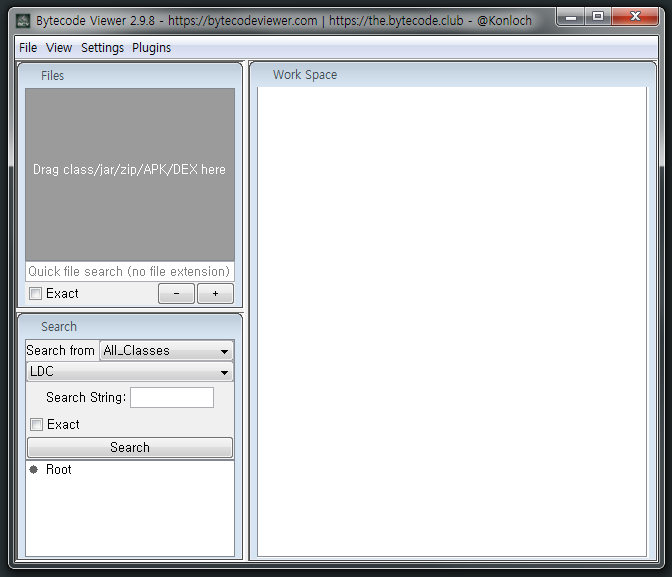 Bytecode Viewer 2.9.8 - https://bytecodeviewer.com | https://the.bytecode.club - @Konloch
File View Settings Plugins
Files
Drag class/jar/zip/APK/DEX here
Quick file search (no file extension)
Exact - +
Search
Search from All_Classes
LDC
Search String:
Exact
Search
Root
Work Space